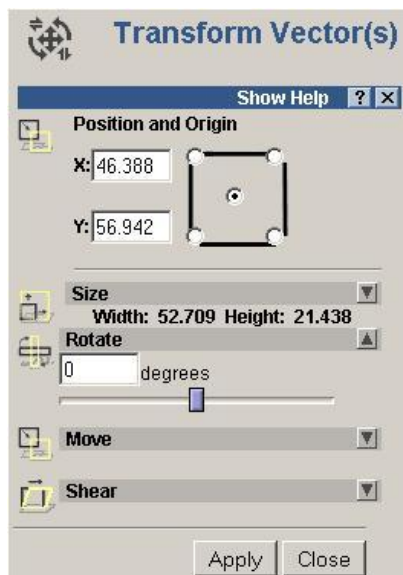 Transform Vector(s)
Show Help ? ×
Position and Origin
X: 46.388
Y: 56.942
Size
Width: 52.709 Height: 21.438
Rotate
0 degrees
Move
Shear
Apply Close